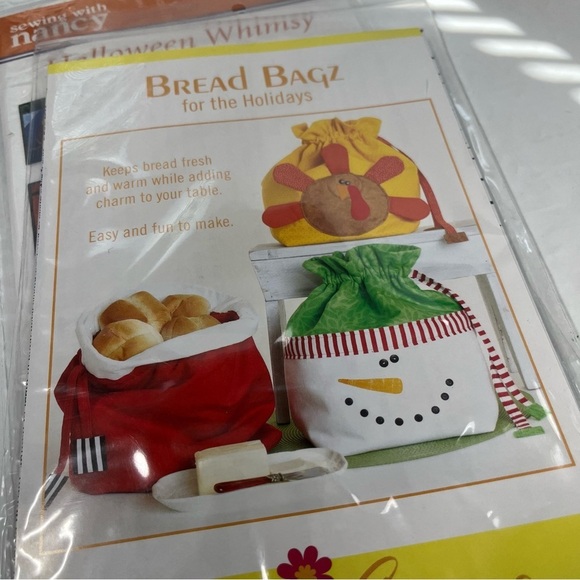 sewing with
nancy
Halloween Whimsy
BREAD BAGZ
for the Holidays
Keeps bread fresh
and warm while adding
charm to your table.
Easy and fun to make.